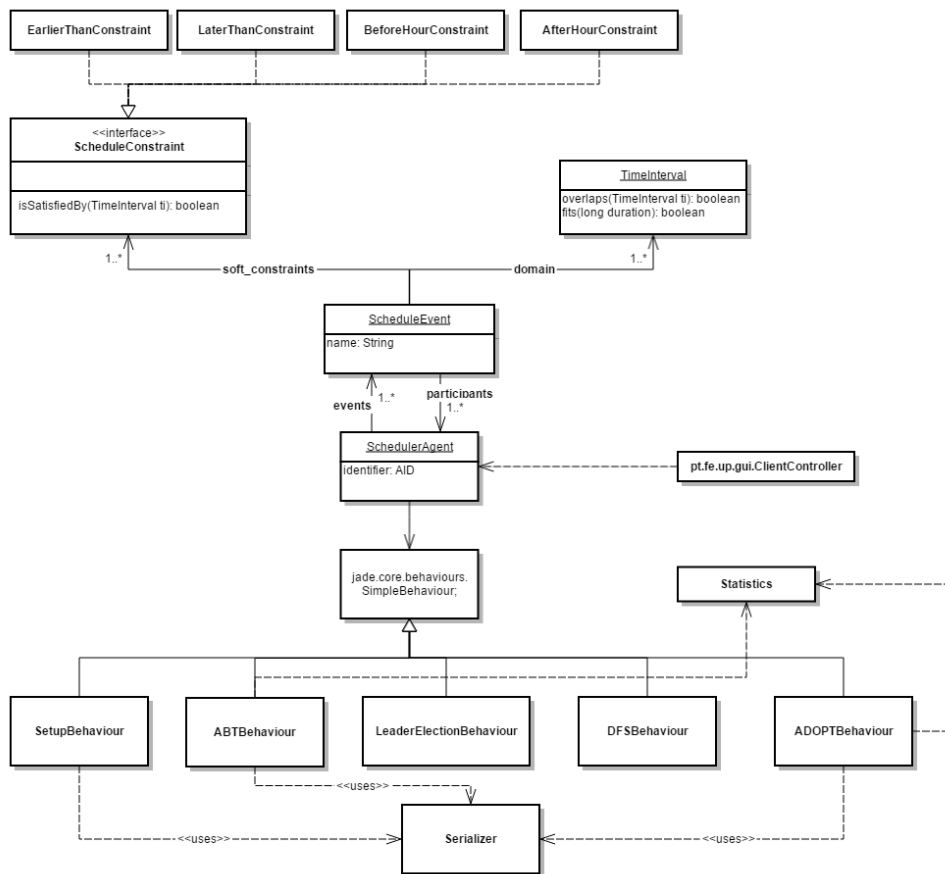 EarlierThanConstraint
LaterThanConstraint
BeforeHourConstraint
AfterHourConstraint
<<interface>>
ScheduleConstraint
isSatisfiedBy(TimeInterval ti): boolean
TimeInterval
overlaps(TimeInterval ti): boolean
fits(long duration): boolean
1..*
soft_constraints
domain
1..*
ScheduleEvent
name: String
events
1..*
participants
1..*
SchedulerAgent
identifier: AID
pt.fe.up.gui.ClientController
jade.core.behaviours.
SimpleBehaviour;
Statistics
SetupBehaviour
ABTBehaviour
LeaderElectionBehaviour
DFSBehaviour
ADOPTBehaviour
<<uses>>
<<uses>>
Serializer
<<uses>>